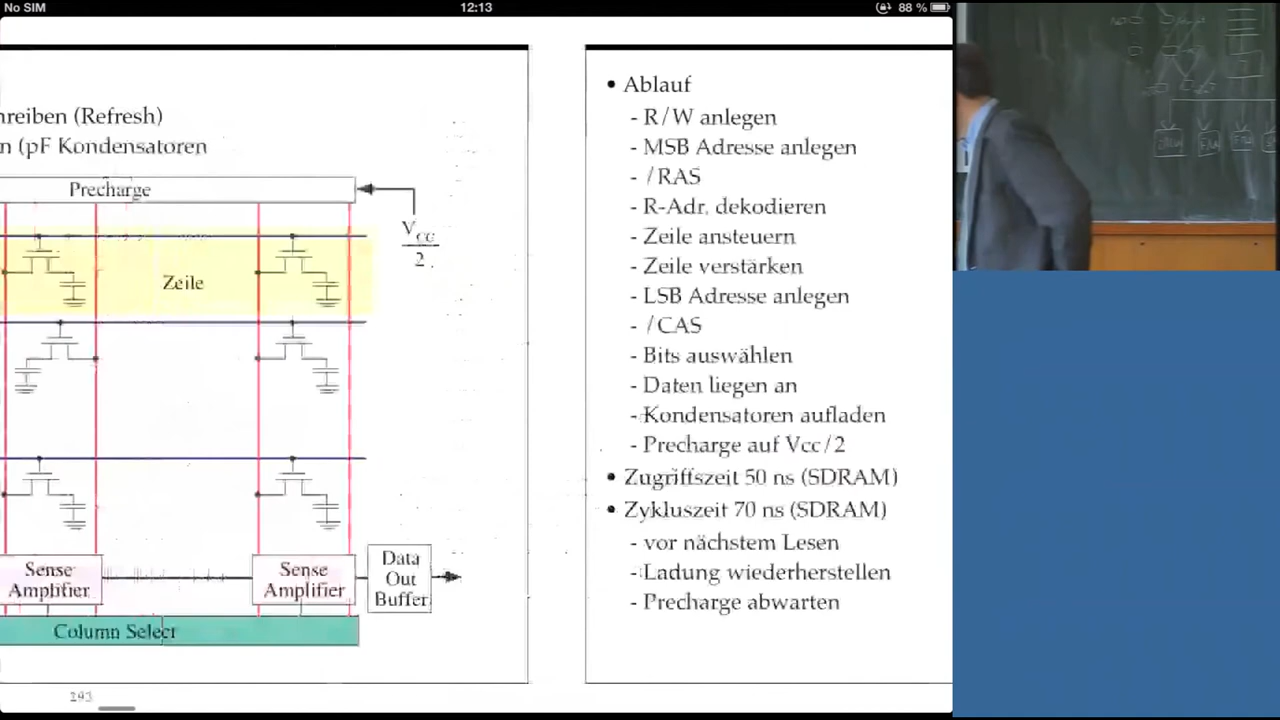 No SIM
12:13
88 %
hreiben (Refresh)
n (pF Kondensatoren
Precharge
V
CC
2
Zeile
Sense
Amplifier
Sense
Amplifier
Data
Out
Buffer
Column Select
193
• Ablauf
- R/W anlegen
- MSB Adresse anlegen
- /RAS
- R-Adr. dekodieren
- Zeile ansteuern
- Zeile verstärken
- LSB Adresse anlegen
- /CAS
- Bits auswählen
- Daten liegen an
- Kondensatoren aufladen
- Precharge auf Vcc/2
• Zugriffszeit 50 ns (SDRAM)
• Zykluszeit 70 ns (SDRAM)
- vor nächstem Lesen
- Ladung wiederherstellen
- Precharge abwarten